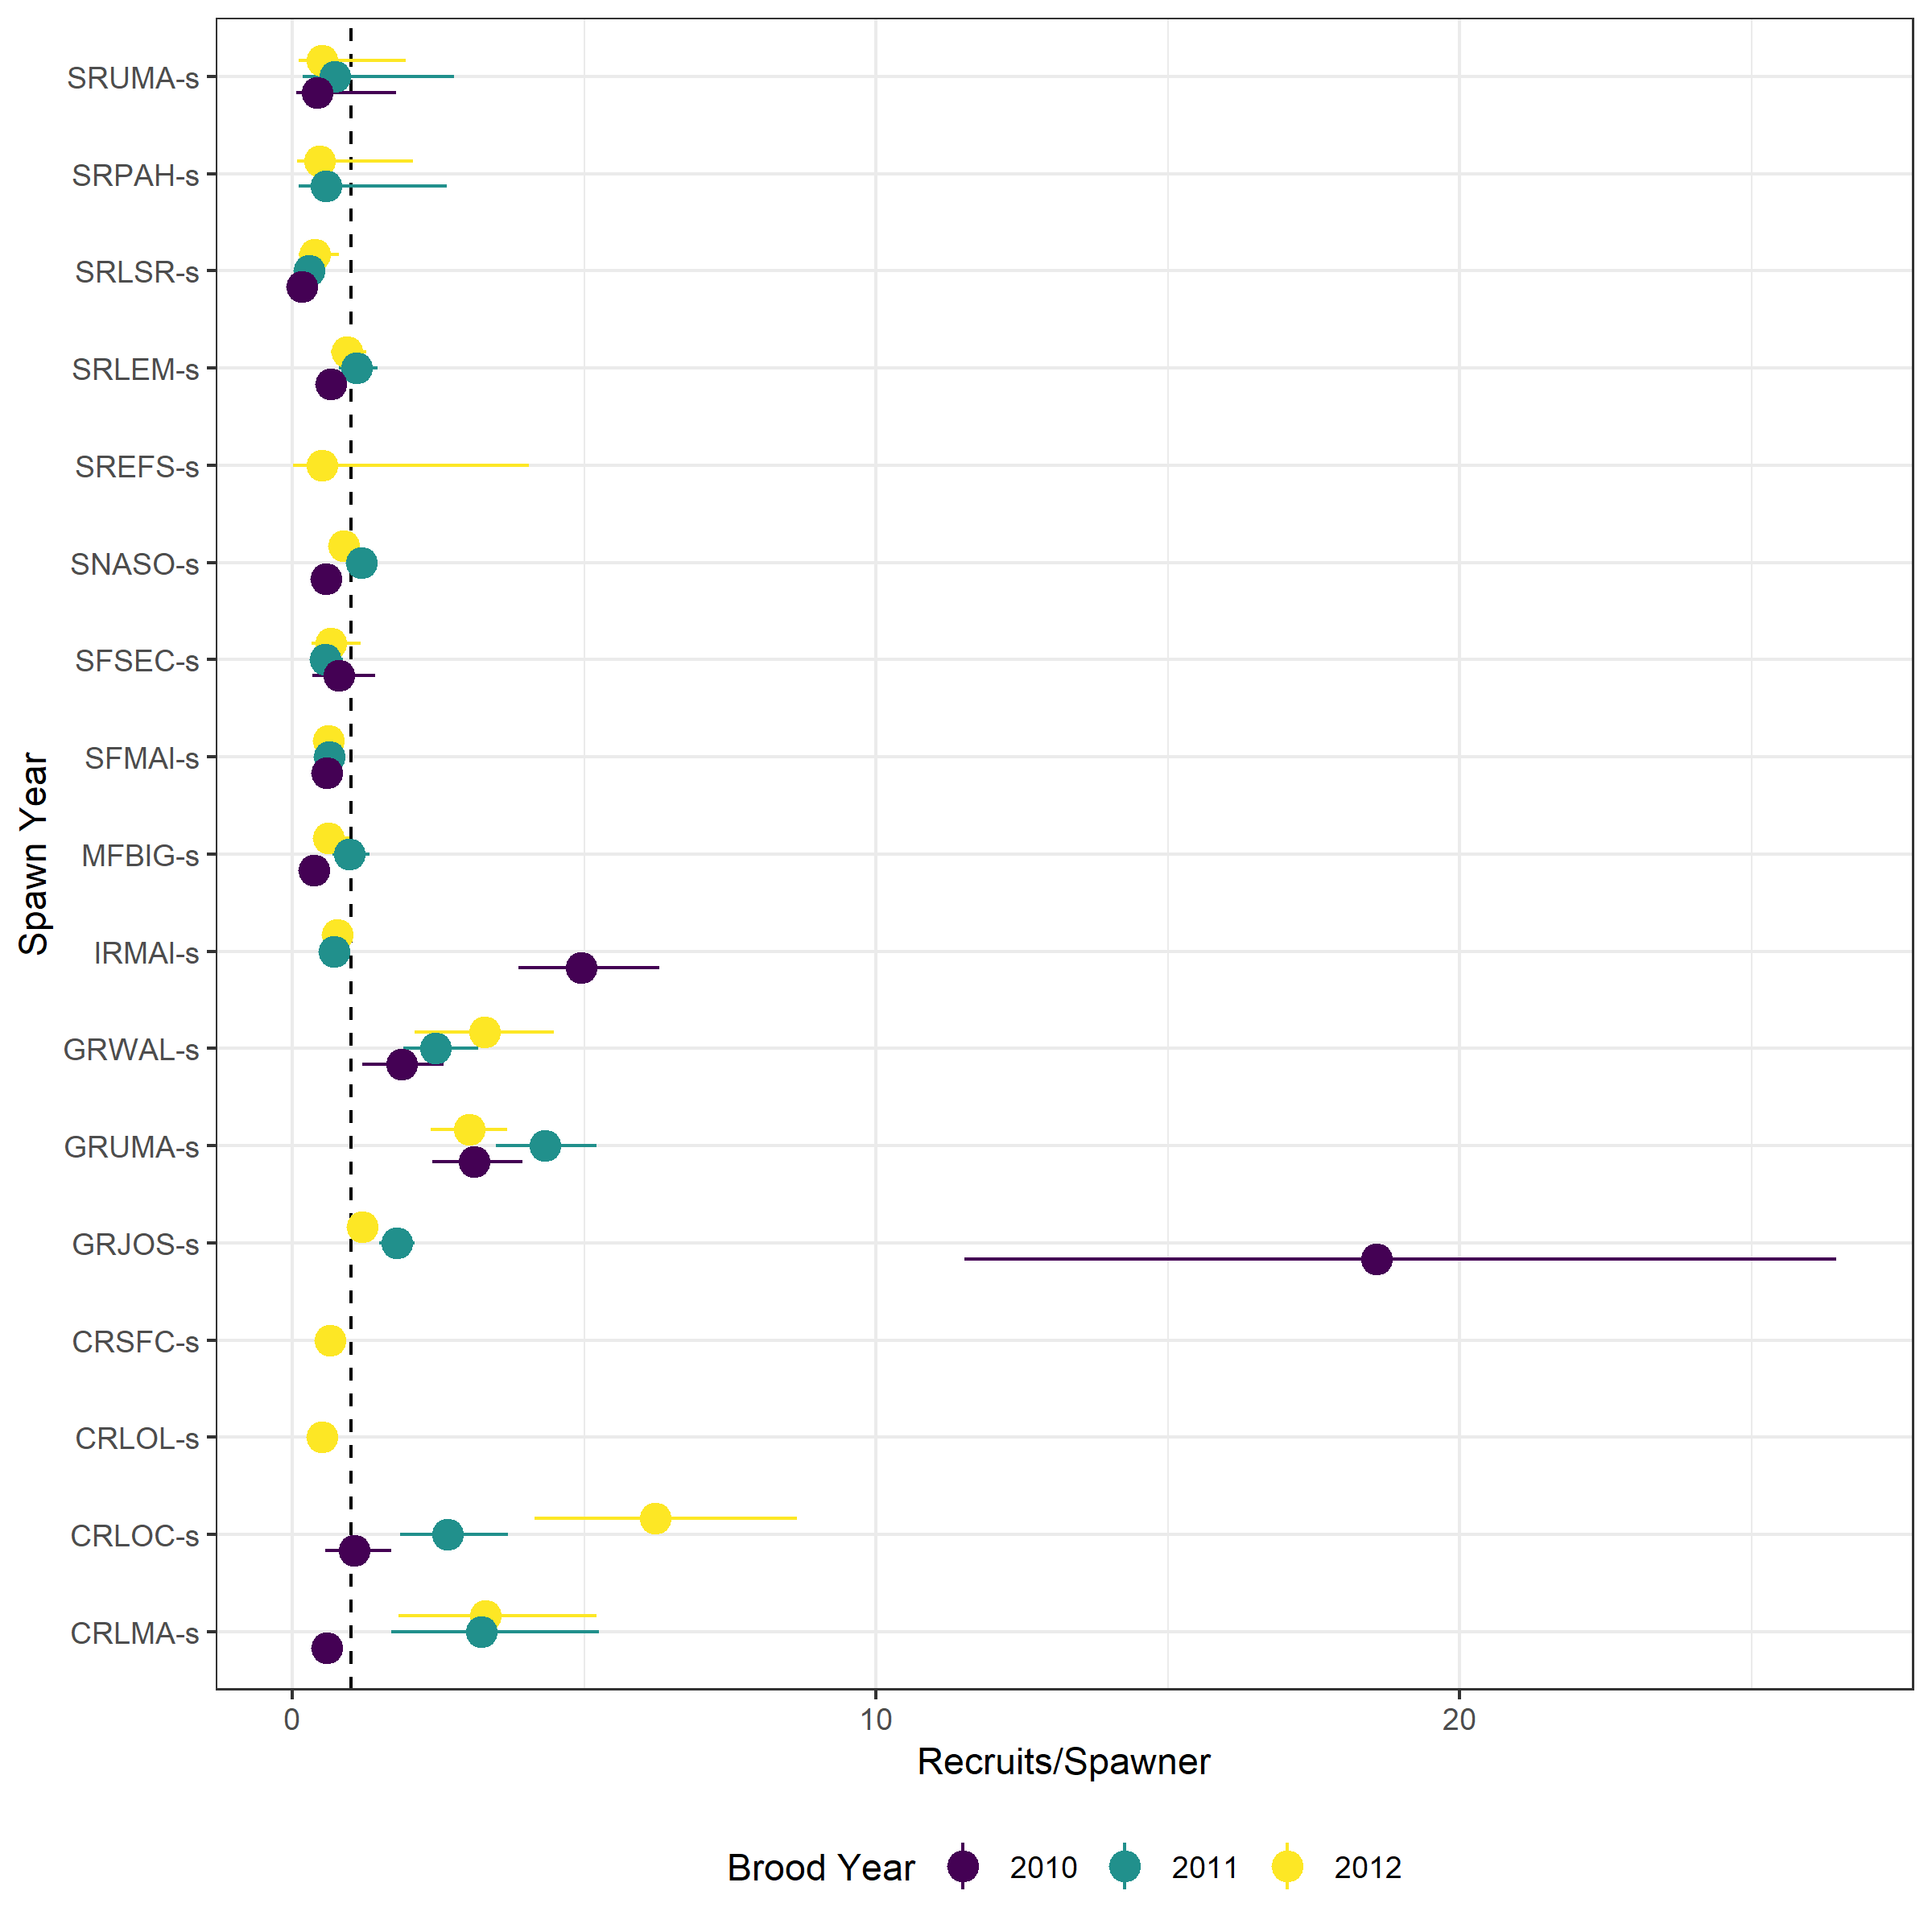 SRUMA-s
SRPAH-s
SRLSR-s
SRLEM-s
SREFS-s
SNASO-s
SFSEC-s
SFMAI-s
MFBIG-s
IRMAI-s
GRWAL-s
GRUMA-s
GRJOS-s
CRSFC-s
CRLOL-s
CRLOC-s
CRLMA-s
Spawn Year
0 10 20
Recruits/Spawner
Brood Year 2010 2011 2012